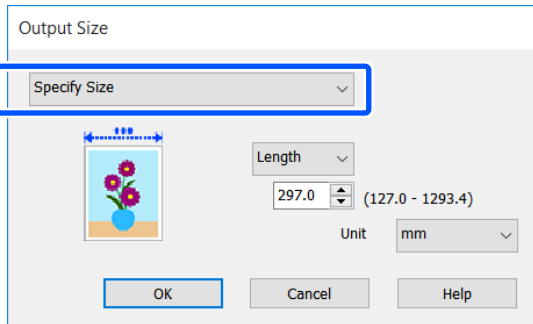 Output Size
Specify Size
Length
297.0 (127.0 - 1293.4)
Unit mm
OK Cancel Help